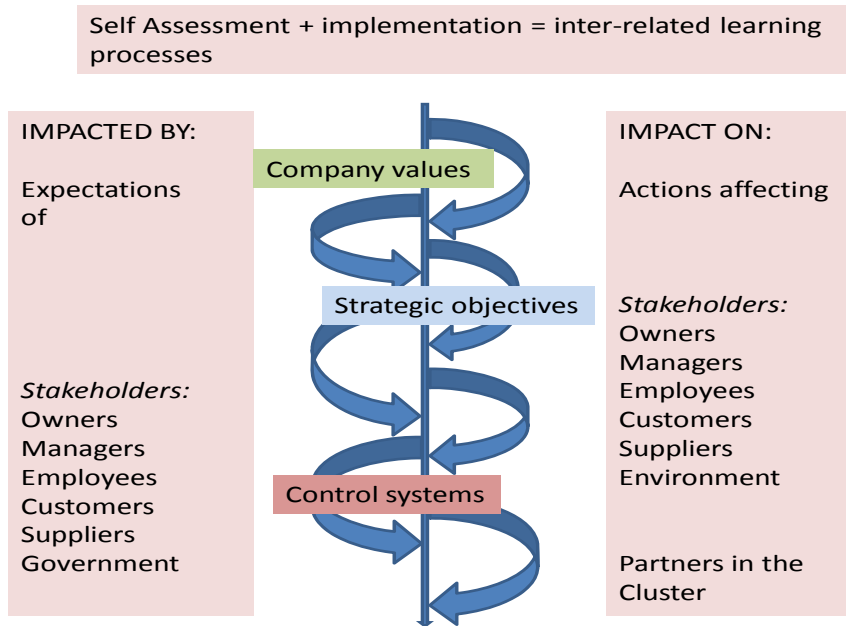 Self Assessment + implementation = inter-related learning
processes
IMPACTED BY:
Expectations
of
Stakeholders:
Owners
Managers
Employees
Customers
Suppliers
Government
Company values
Strategic objectives
Control systems
IMPACT ON:
Actions affecting
Stakeholders:
Owners
Managers
Employees
Customers
Suppliers
Environment
Partners in the
Cluster